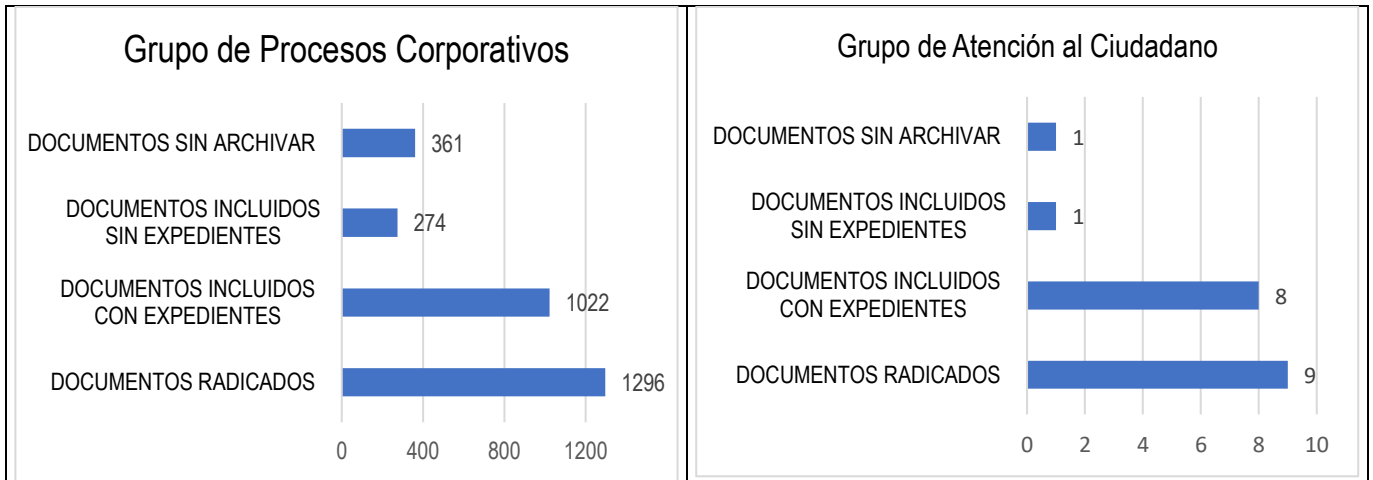 Grupo de Procesos Corporativos
DOCUMENTOS SIN ARCHIVAR
361
DOCUMENTOS INCLUIDOS
SIN EXPEDIENTES
274
DOCUMENTOS INCLUIDOS
CON EXPEDIENTES
1022
DOCUMENTOS RADICADOS
1296
0 400 800 1200
Grupo de Atención al Ciudadano
DOCUMENTOS SIN ARCHIVAR
1
DOCUMENTOS INCLUIDOS
SIN EXPEDIENTES
1
DOCUMENTOS INCLUIDOS
CON EXPEDIENTES
8
DOCUMENTOS RADICADOS
9
0 2 4 6 8 10